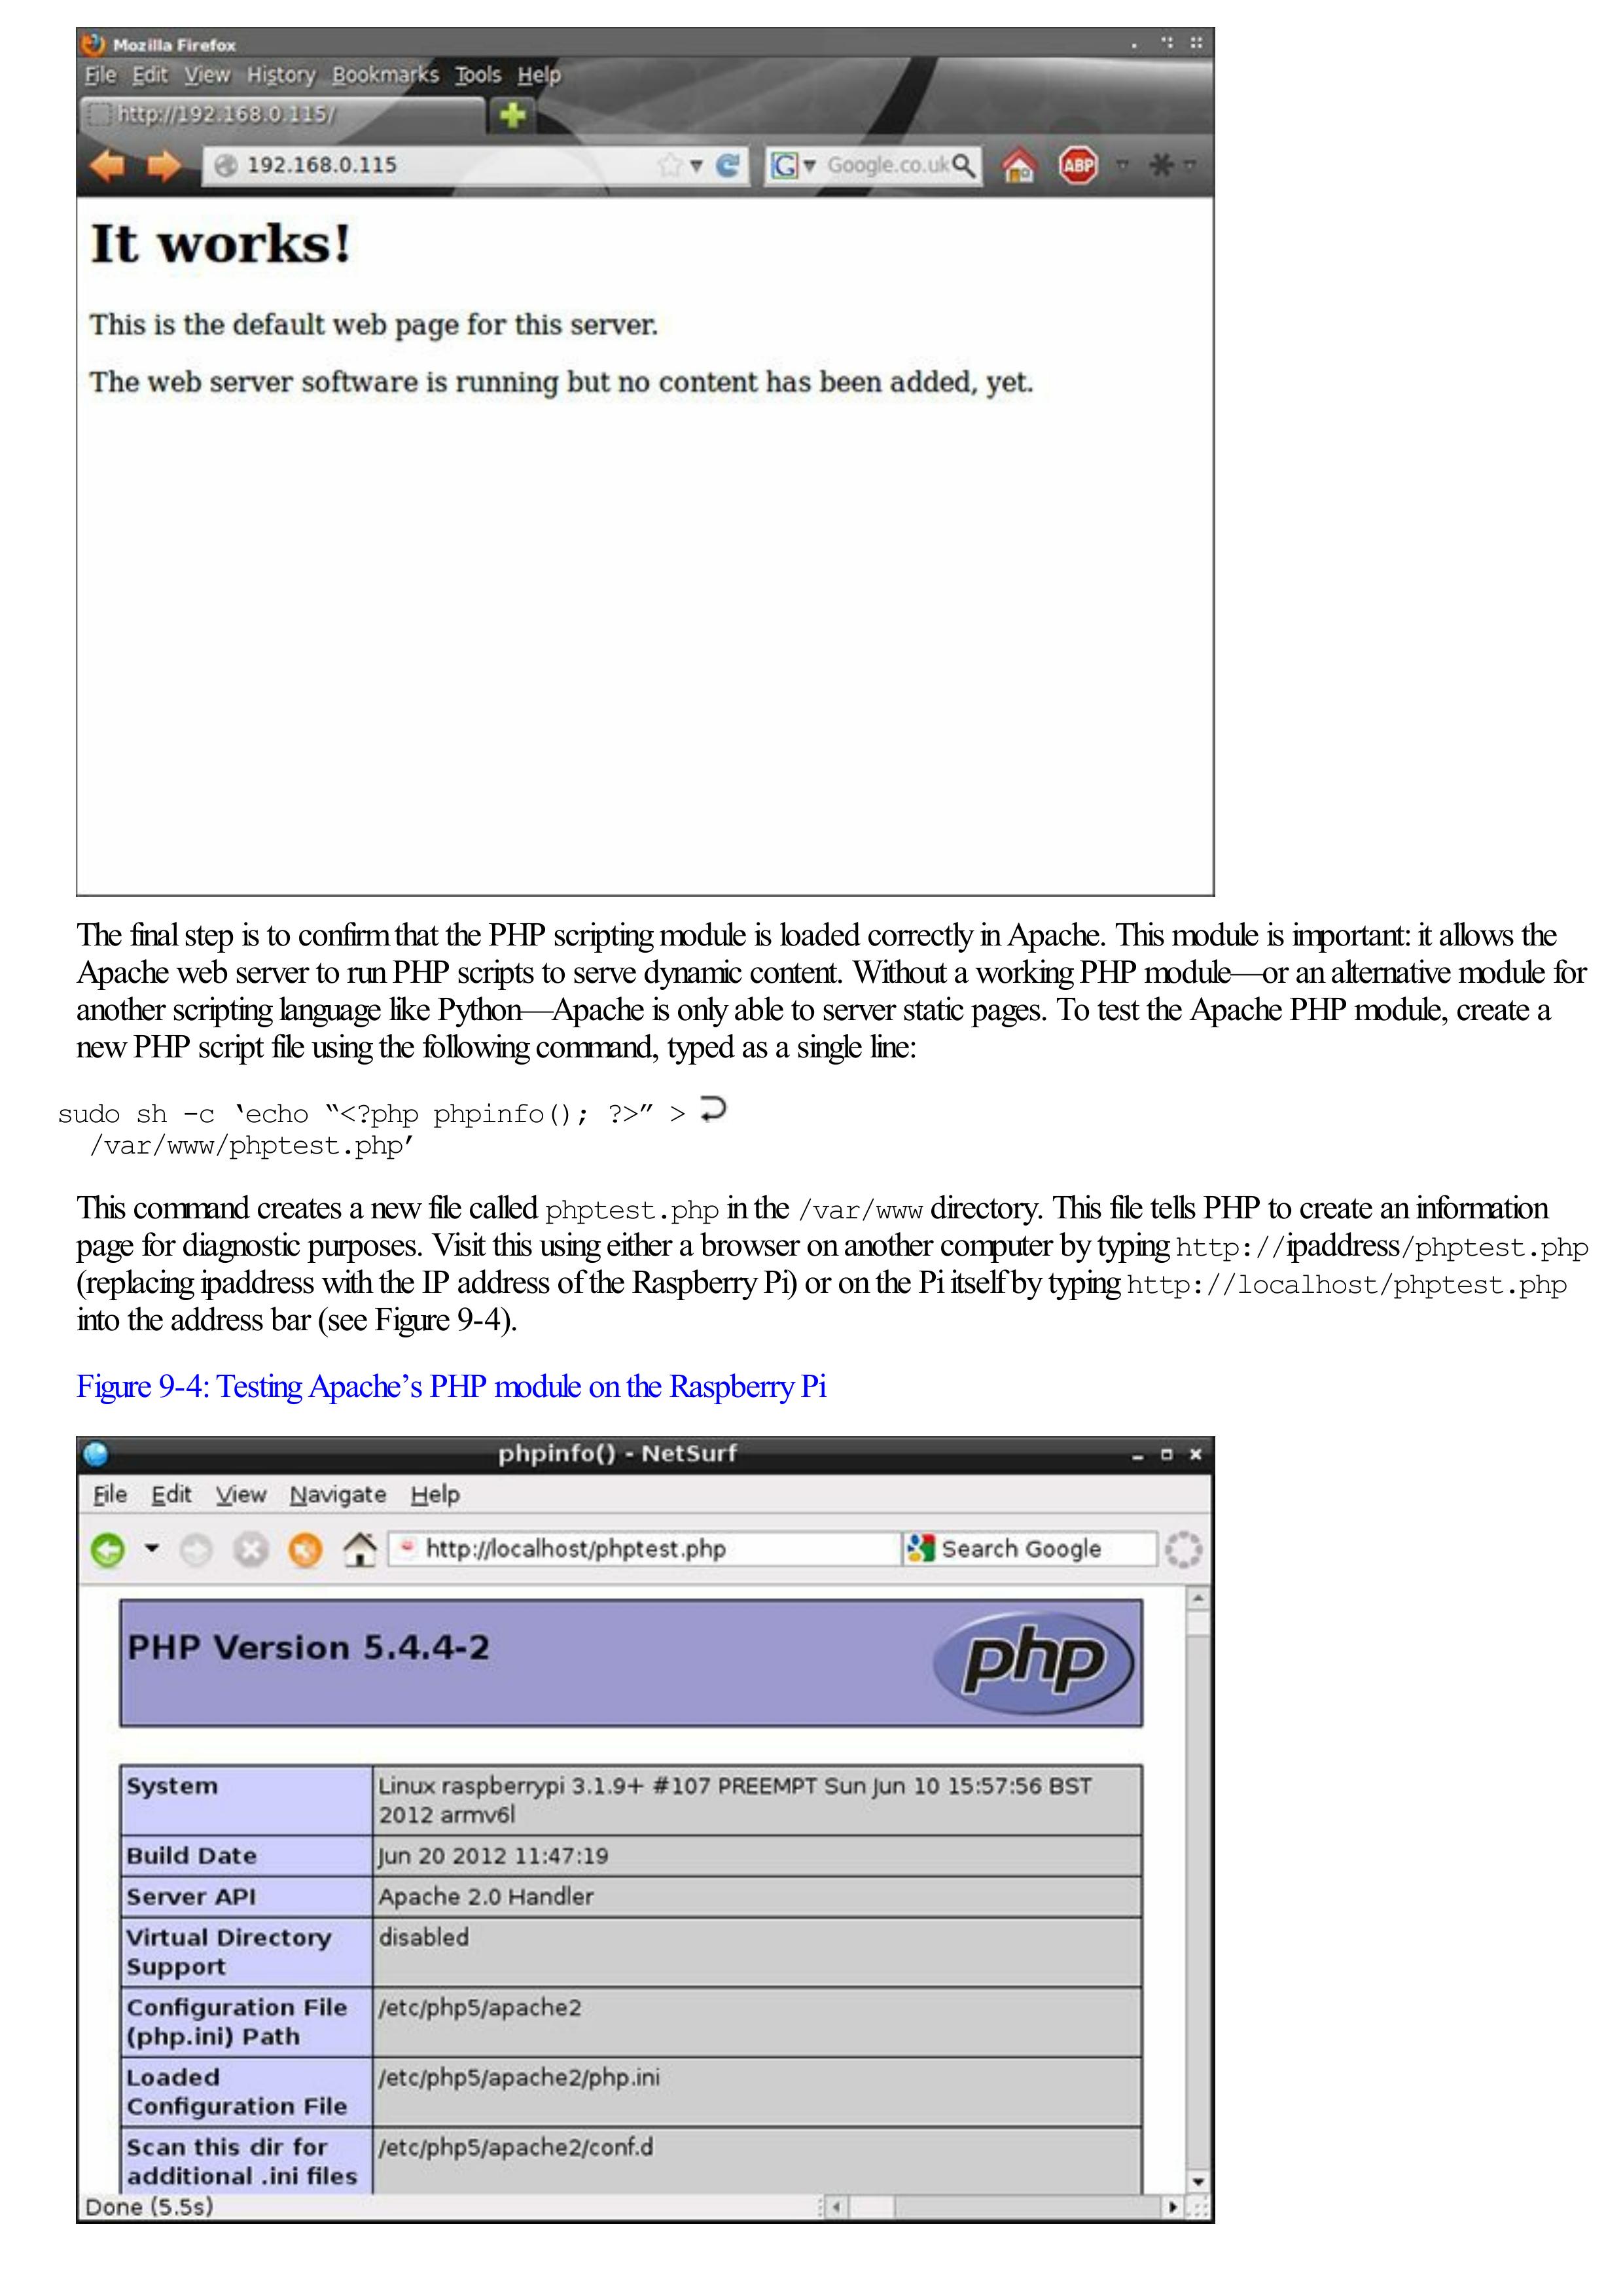 Mozilla Firefox
File Edit View History Bookmarks Tools Help
http://192.168.0.115/
192.168.0.115 Google.co.uk ABP
It works!
This is the default web page for this server.
The web server software is running but no content has been added, yet.
The final step is to confirm that the PHP scripting module is loaded correctly in Apache. This module is important: it allows the
Apache web server to run PHP scripts to serve dynamic content. Without a working PHP module—or an alternative module for
another scripting language like Python—Apache is only able to server static pages. To test the Apache PHP module, create a
new PHP script file using the following command, typed as a single line:
sudo sh -c ‘echo “<?php phpinfo(); ?>” >
/var/www/phptest.php’
This command creates a new file called phptest.php in the /var/www directory. This file tells PHP to create an information
page for diagnostic purposes. Visit this using either a browser on another computer by typing http://ipaddress/phptest.php
(replacing ipaddress with the IP address of the Raspberry Pi) or on the Pi itself by typing http://localhost/phptest.php
into the address bar (see Figure 9-4).
Figure 9-4: Testing Apache’s PHP module on the Raspberry Pi
phpinfo() - NetSurf
File Edit View Navigate Help
http://localhost/phptest.php Search Google
PHP Version 5.4.4-2 php
System Linux raspberrypi 3.1.9+ #107 PREEMPT Sun Jun 10 15:57:56 BST
2012 armv6l
Build Date Jun 20 2012 11:47:19
Server API Apache 2.0 Handler
Virtual Directory disabled
Support
Configuration File /etc/php5/apache2
(php.ini) Path
Loaded /etc/php5/apache2/php.ini
Configuration File
Scan this dir for /etc/php5/apache2/conf.d
additional .ini files
Done (5.5s)